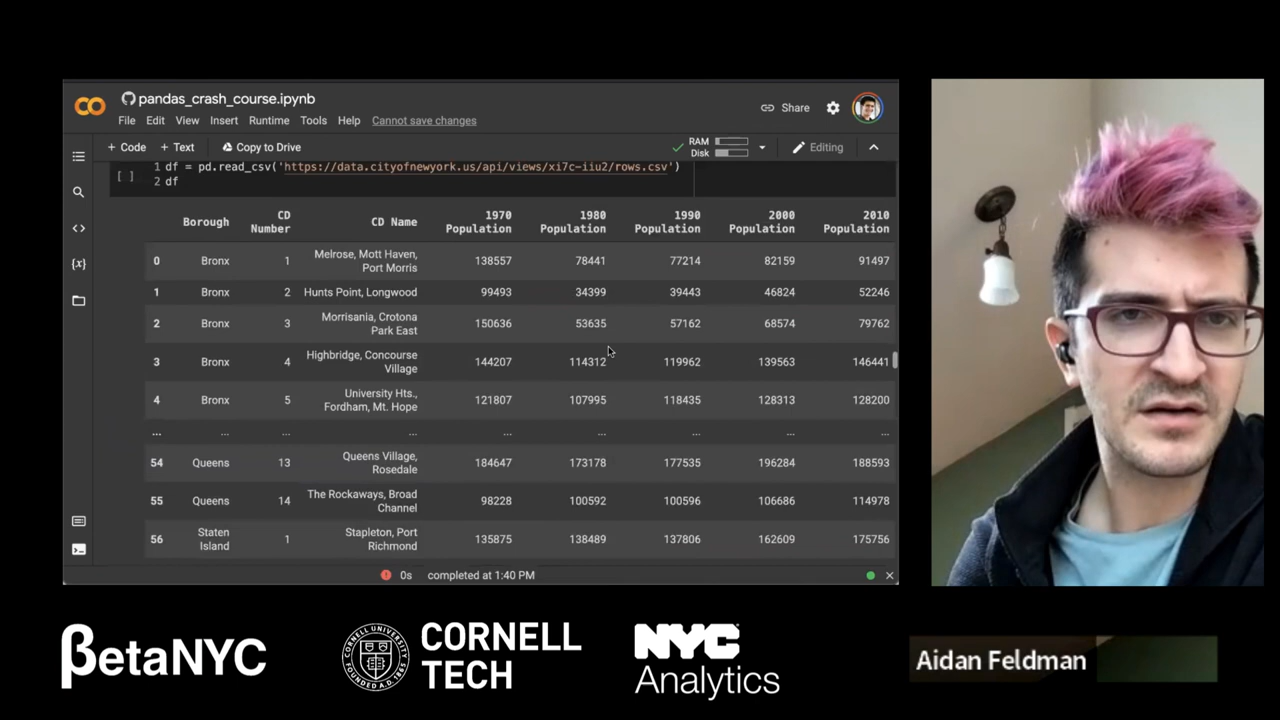 pandas_crash_course.ipynb
File Edit View Insert Runtime Tools Help Cannot save changes
Share
+ Code + Text Copy to Drive
RAM
Disk
Editing
[ ] 1 df = pd.read_csv('https://data.cityofnewyork.us/api/views/xi7c-iiu2/rows.csv')
2 df
Borough CD Number CD Name 1970 Population 1980 Population 1990 Population 2000 Population 2010 Population
0 Bronx 1 Melrose, Mott Haven, Port Morris 138557 78441 77214 82159 91497
1 Bronx 2 Hunts Point, Longwood 99493 34399 39443 46824 52246
2 Bronx 3 Morrisania, Crotona Park East 150636 53635 57162 68574 79762
3 Bronx 4 Highbridge, Concourse Village 144207 114312 119962 139563 146441
4 Bronx 5 University Hts., Fordham, Mt. Hope 121807 107995 118435 128313 128200
... ... ... ... ... ... ... ... ...
54 Queens 13 Queens Village, Rosedale 184647 173178 177535 196284 188593
55 Queens 14 The Rockaways, Broad Channel 98228 100592 100596 106686 114978
56 Staten Island 1 Stapleton, Port Richmond 135875 138489 137806 162609 175756
0s completed at 1:40 PM
βetaNYC
CORNELL
TECH
NYC
Analytics
Aidan Feldman